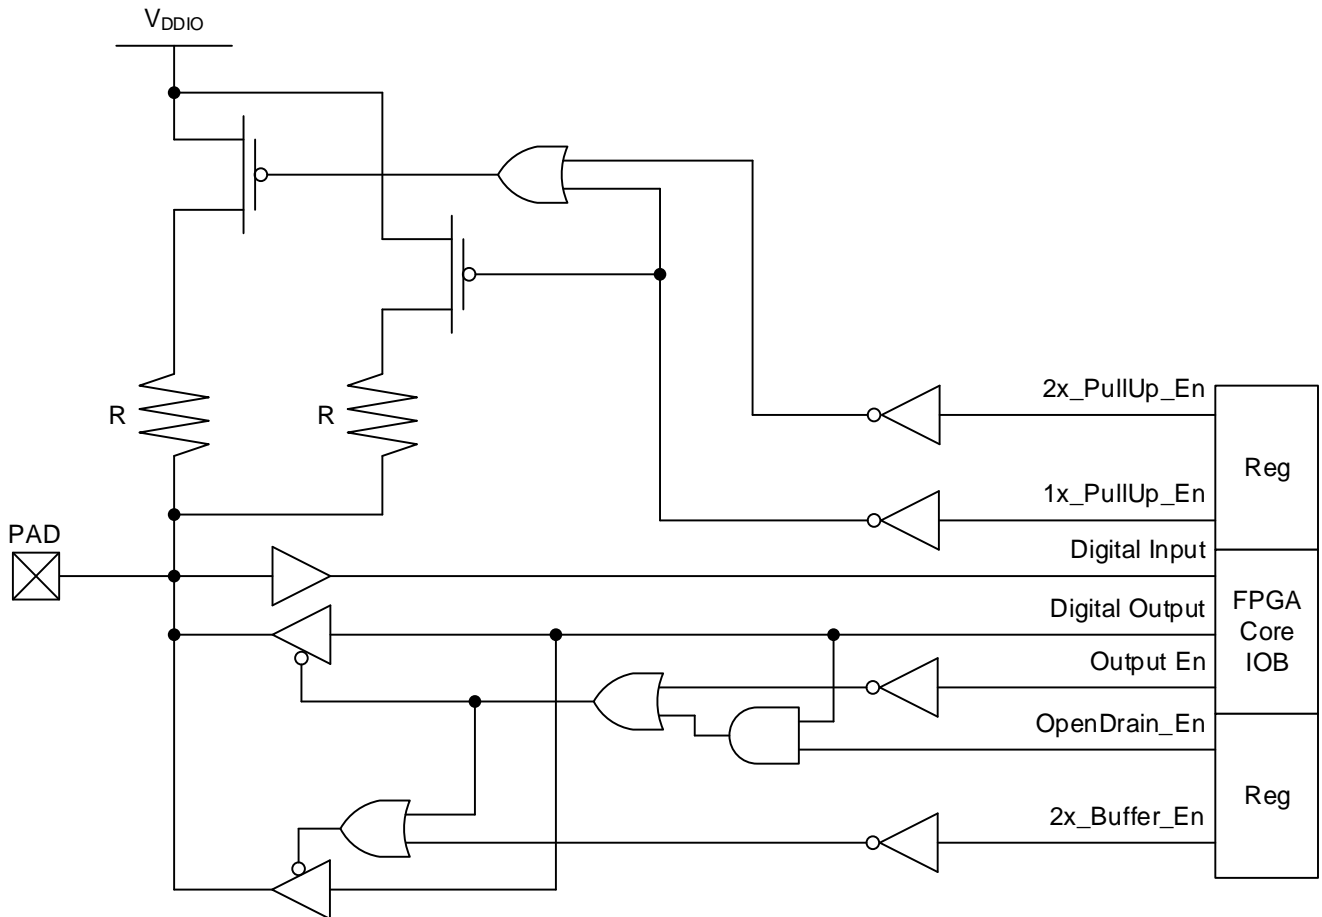 VDDIO
2x_PullUp_En
R
R
Reg
1x_PullUp_En
PAD
Digital Input
Digital Output
FPGA
Core
IOB
Output En
OpenDrain_En
Reg
2x_Buffer_En